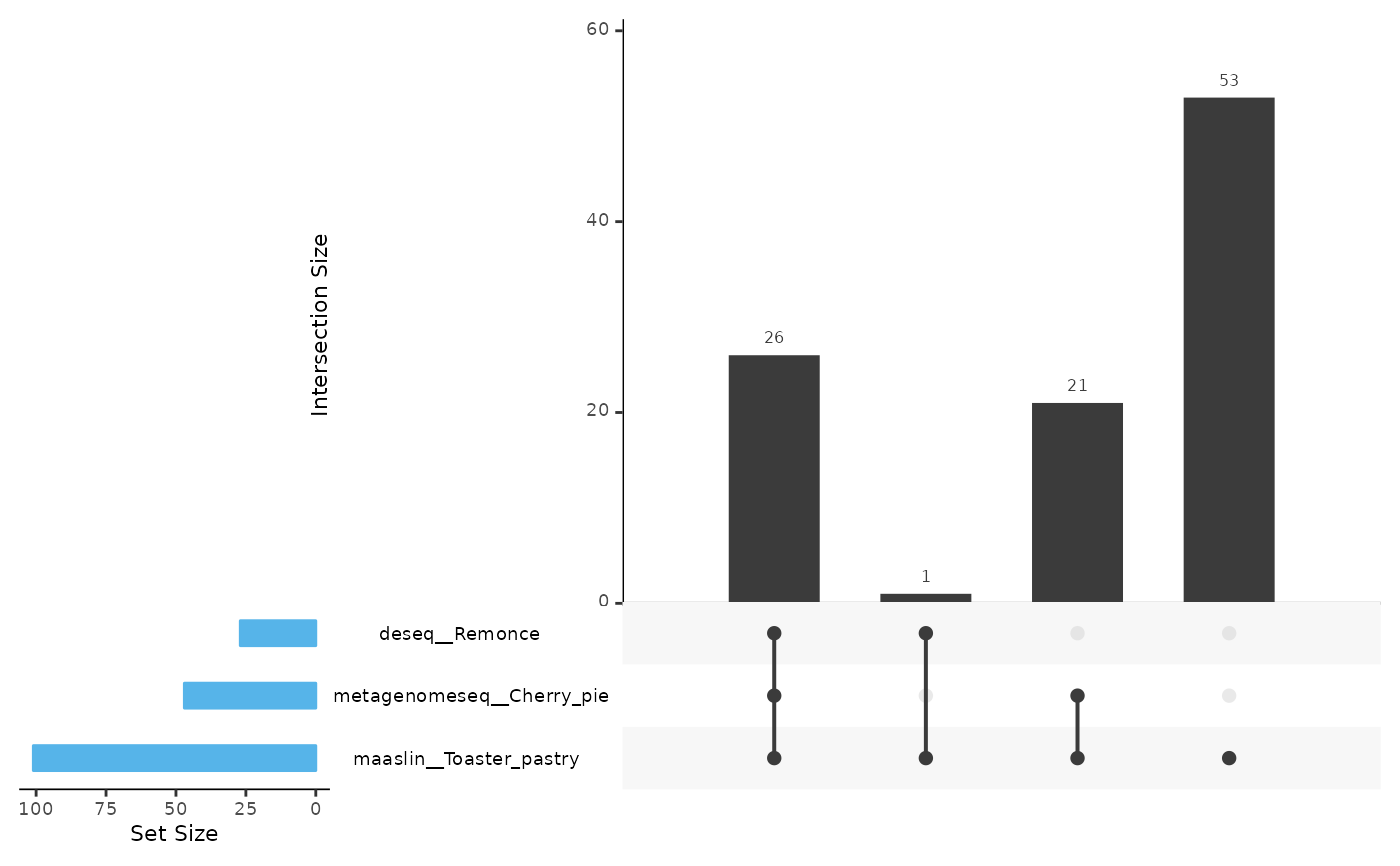 60
40
20
0
Intersection Size
53
26
21
1
deseq__Remonce
metagenomeseq__Cherry_pie
maaslin__Toaster_pastry
100 75 50 25 0
Set Size